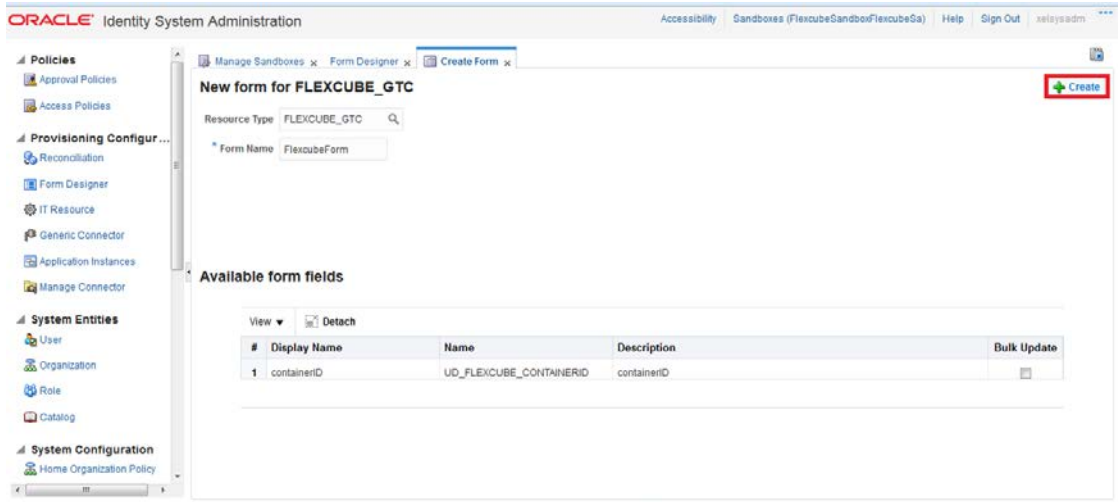 ORACLE® Identity System Administration
Accessibility Sandboxes (FlexcubeSandboxFlexcubeSa) Help Sign Out xelsysadm
Policies
Approval Policies
Access Policies
Provisioning Configur...
Reconciliation
Form Designer
IT Resource
Generic Connector
Application Instances
Manage Connector
System Entities
User
Organization
Role
Catalog
System Configuration
Home Organization Policy
Manage Sandboxes x Form Designer x Create Form x
New form for FLEXCUBE_GTC
Create
Resource Type FLEXCUBE_GTC
* Form Name FlexcubeForm
Available form fields
View Detach
# Display Name Name Description Bulk Update
1 containerID UD_FLEXCUBE_CONTAINERID containerID